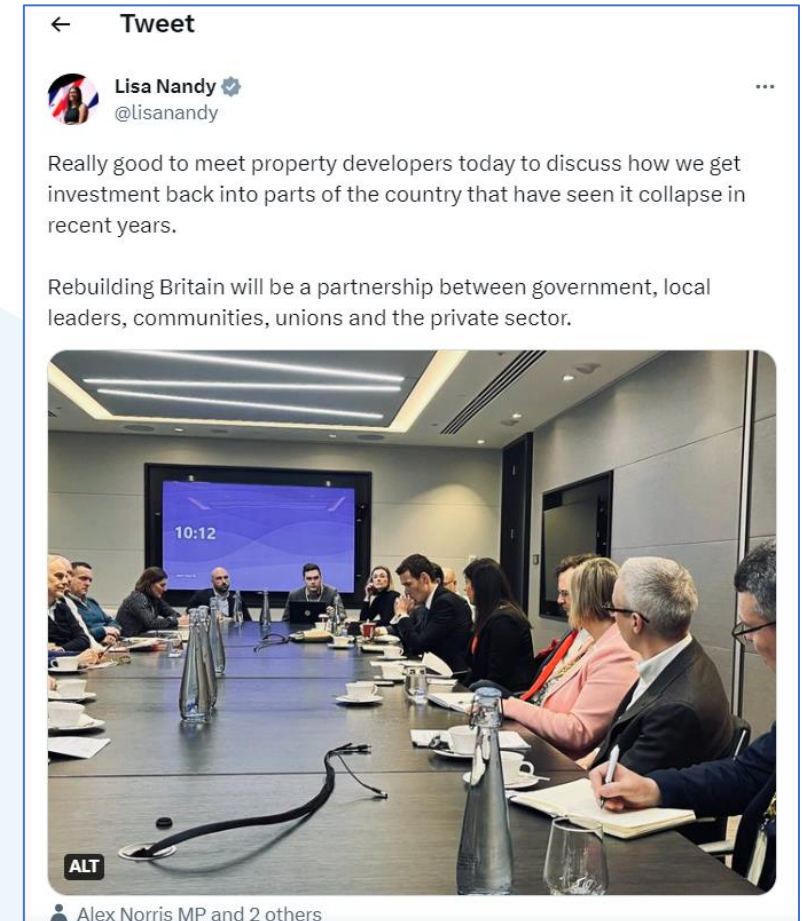 Tweet
Lisa Nandy
@lisanandy
Really good to meet property developers today to discuss how we get
investment back into parts of the country that have seen it collapse in
recent years.
Rebuilding Britain will be a partnership between government, local
leaders, communities, unions and the private sector.
10:12
ALT
Alex Norris MP and 2 others